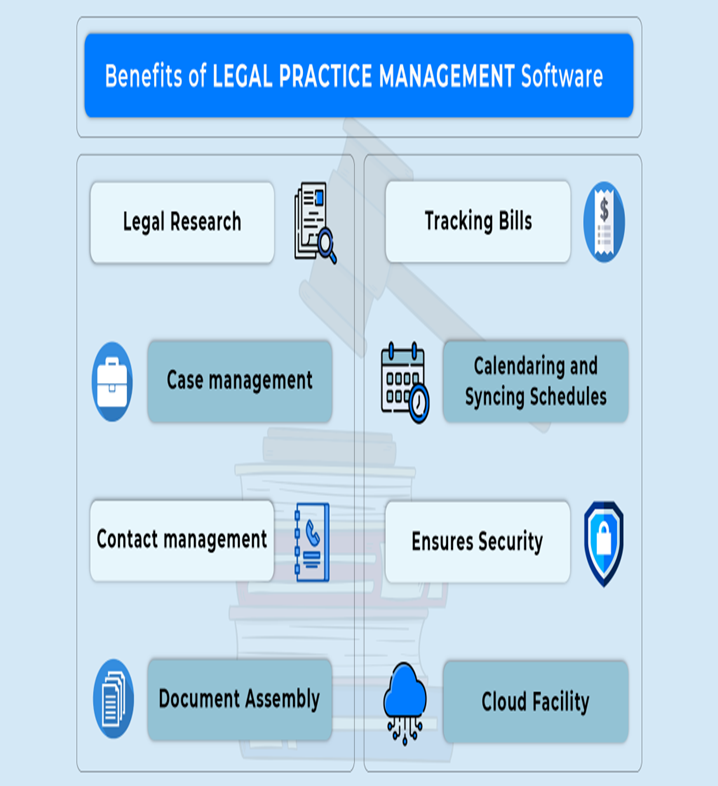 Benefits of LEGAL PRACTICE MANAGEMENT Software
Legal Research
Case management
Contact management
Document Assembly
Tracking Bills
$
Calendaring and
Syncing Schedules
Ensures Security
Cloud Facility